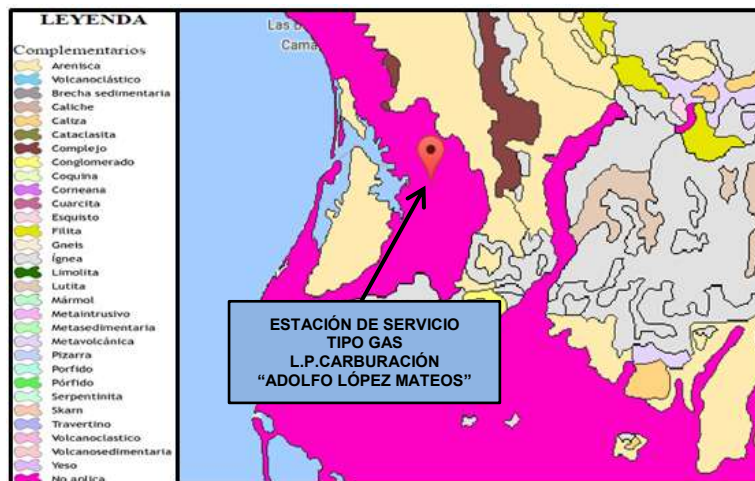 LEYENDA
Complementarios
Arenisca
Volcanoclástico
Brecha sedimentaria
Caliche
Caliza
Cataclasita
Complejo
Conglomerado
Coquina
Corneana
Cuarcita
Esquisto
Filita
Gneis
Ígnea
Limolita
Lutita
Mármol
Metaintrusivo
Metasedimentaria
Metavolcánica
Pizarra
Porfido
Pórfido
Serpentinita
Skarn
Travertino
Volcanoclastico
Volcanosedimentaria
Yeso
No aplica
Las
Cama
ESTACIÓN DE SERVICIO
TIPO GAS
L.P.CARBURACIÓN
“ADOLFO LÓPEZ MATEOS”